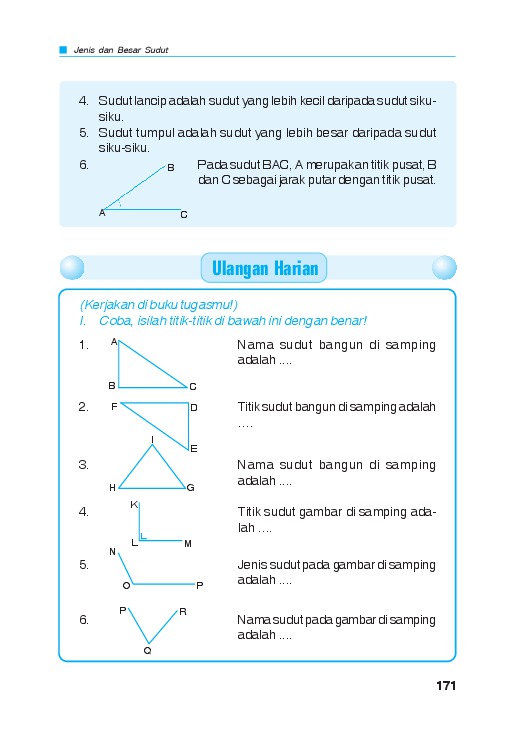 Jenis dan Besar Sudut
4. Sudut lancip adalah sudut yang lebih kecil daripada sudut siku-
siku.
5. Sudut tumpul adalah sudut yang lebih besar daripada sudut
siku-siku.
6. B Pada sudut BAC, A merupakan titik pusat, B
dan C sebagai jarak putar dengan titik pusat.
A C
Ulangan Harian
(Kerjakan di buku tugasmu!)
I. Coba, isilah titik-titik di bawah ini dengan benar!
1. A Nama sudut bangun di samping
adalah ....
B C
2. F D Titik sudut bangun di samping adalah
....
E
I
3. Nama sudut bangun di samping
adalah ....
H G
4. K Titik sudut gambar di samping ada-
lah ....
L M
N
5. Jenis sudut pada gambar di samping
adalah ....
O P
6. P R Nama sudut pada gambar di samping
adalah ....
Q
171